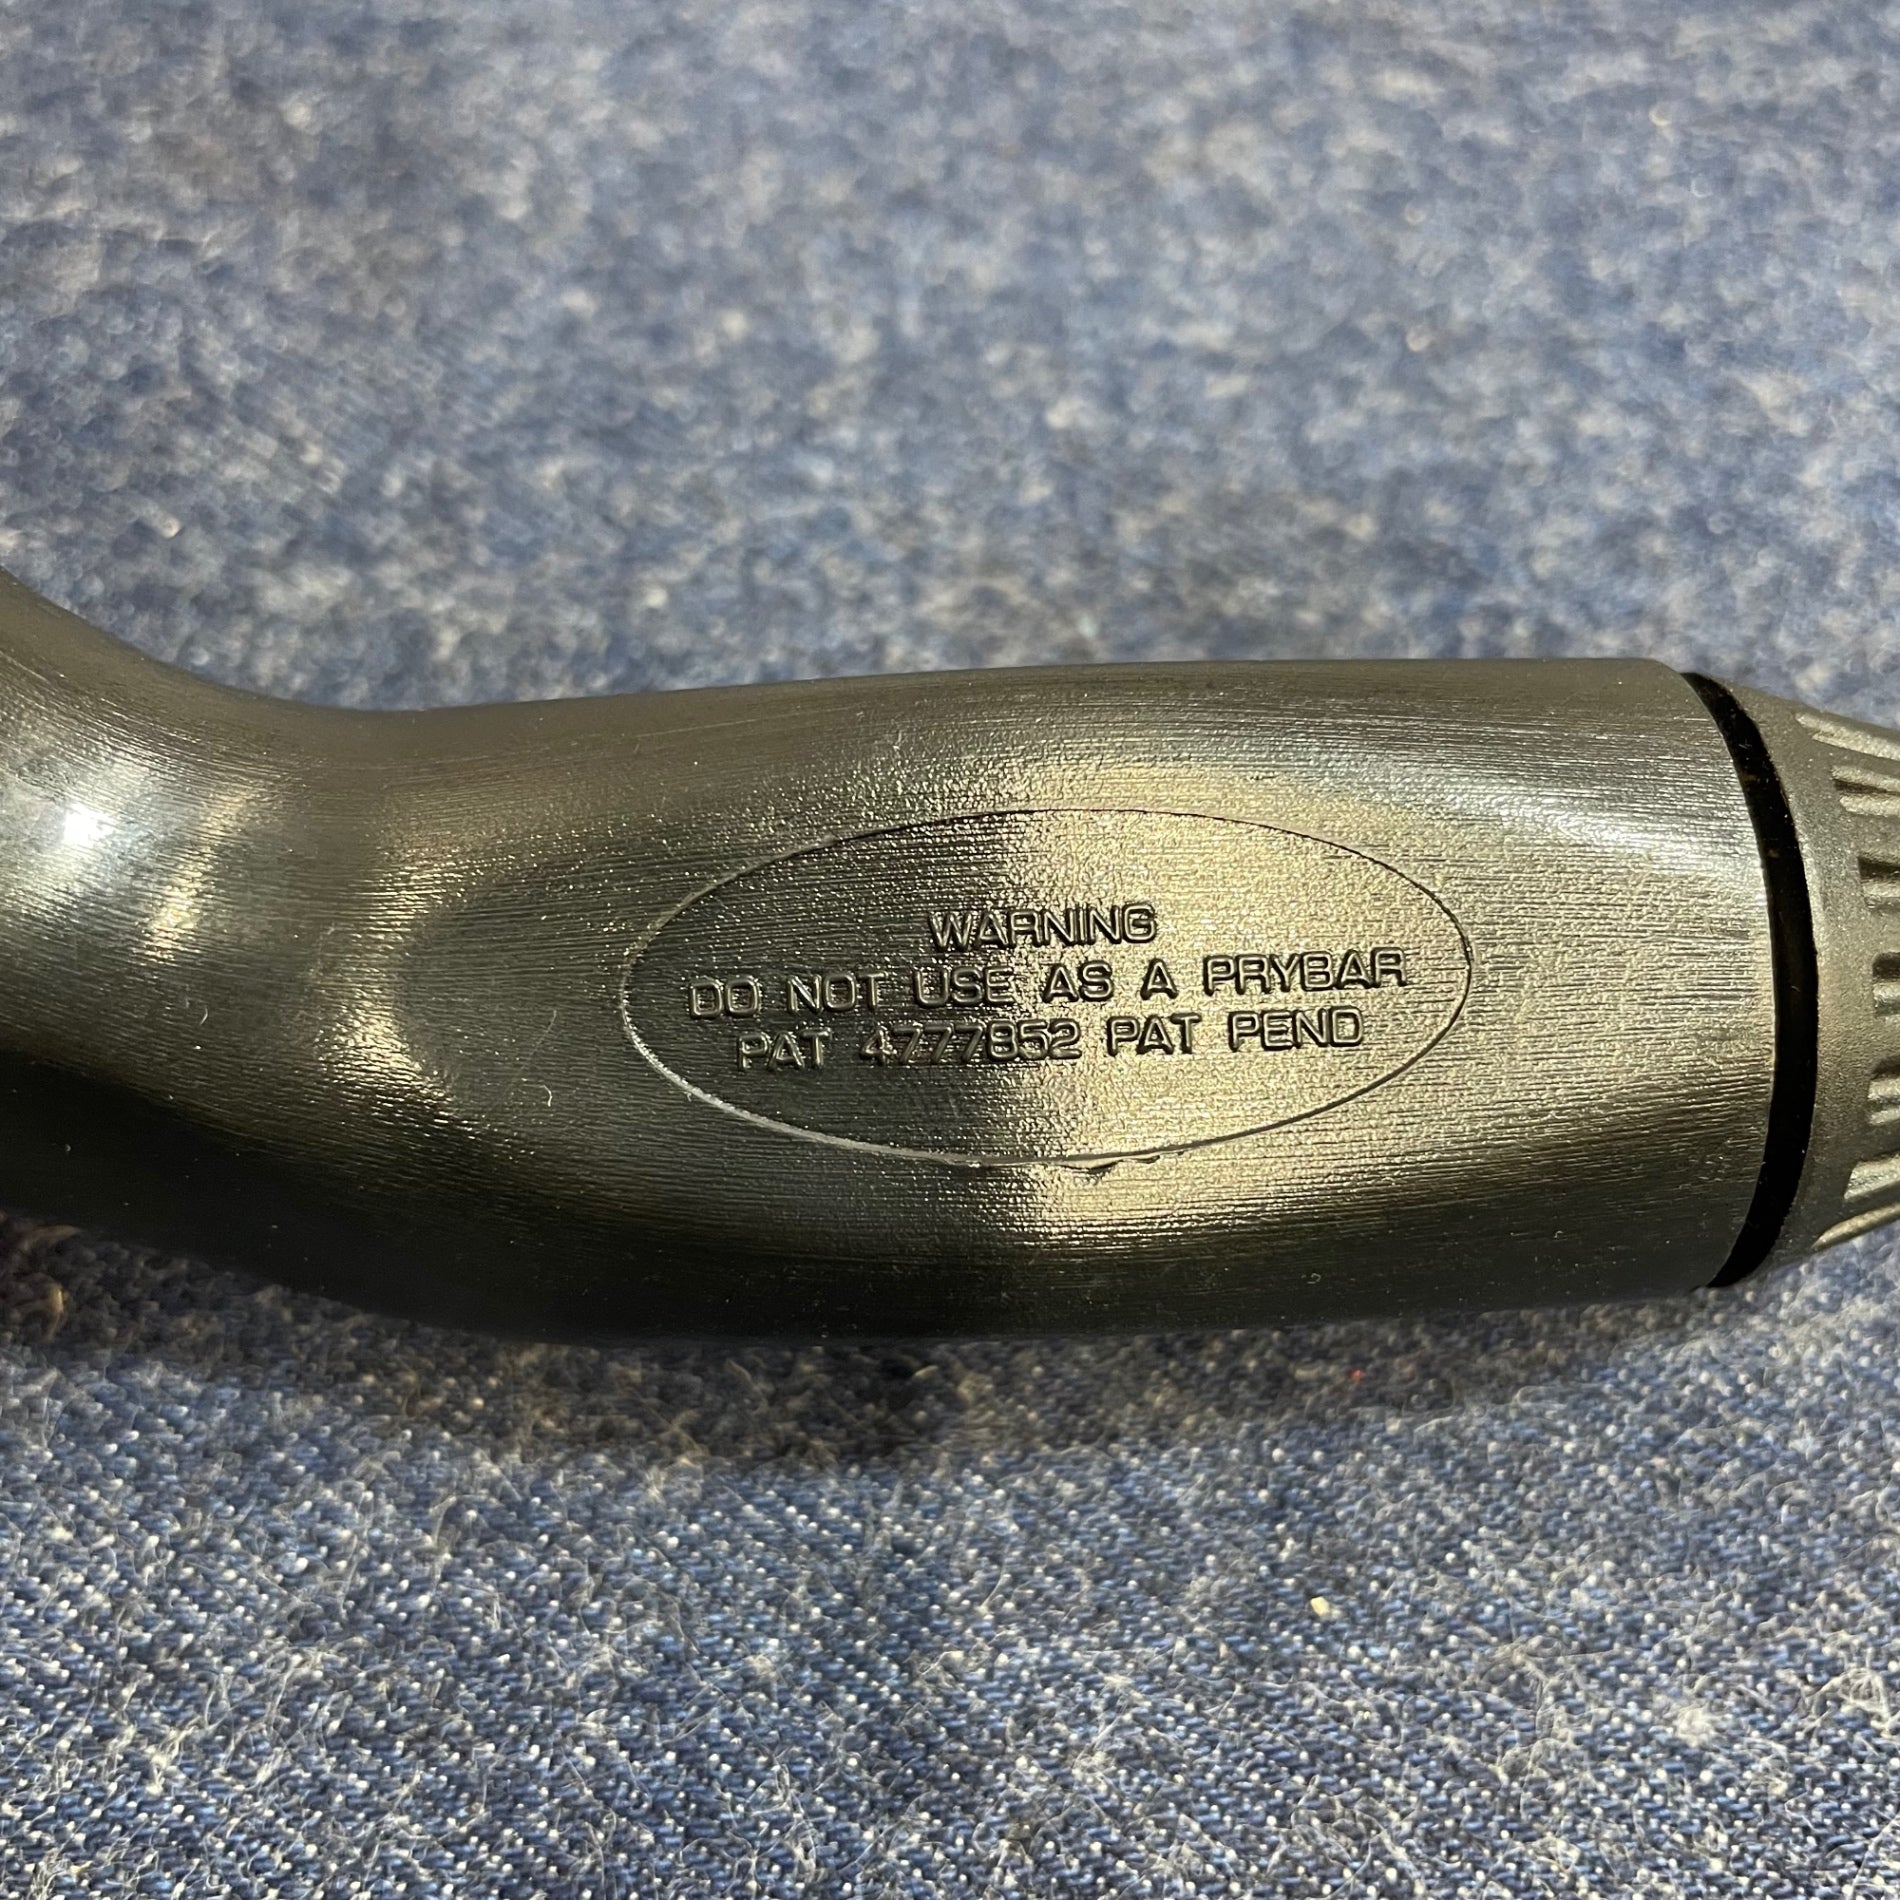 WARNING
DO NOT USE AS A PRYBAR
PAT 4777852 PAT PEND